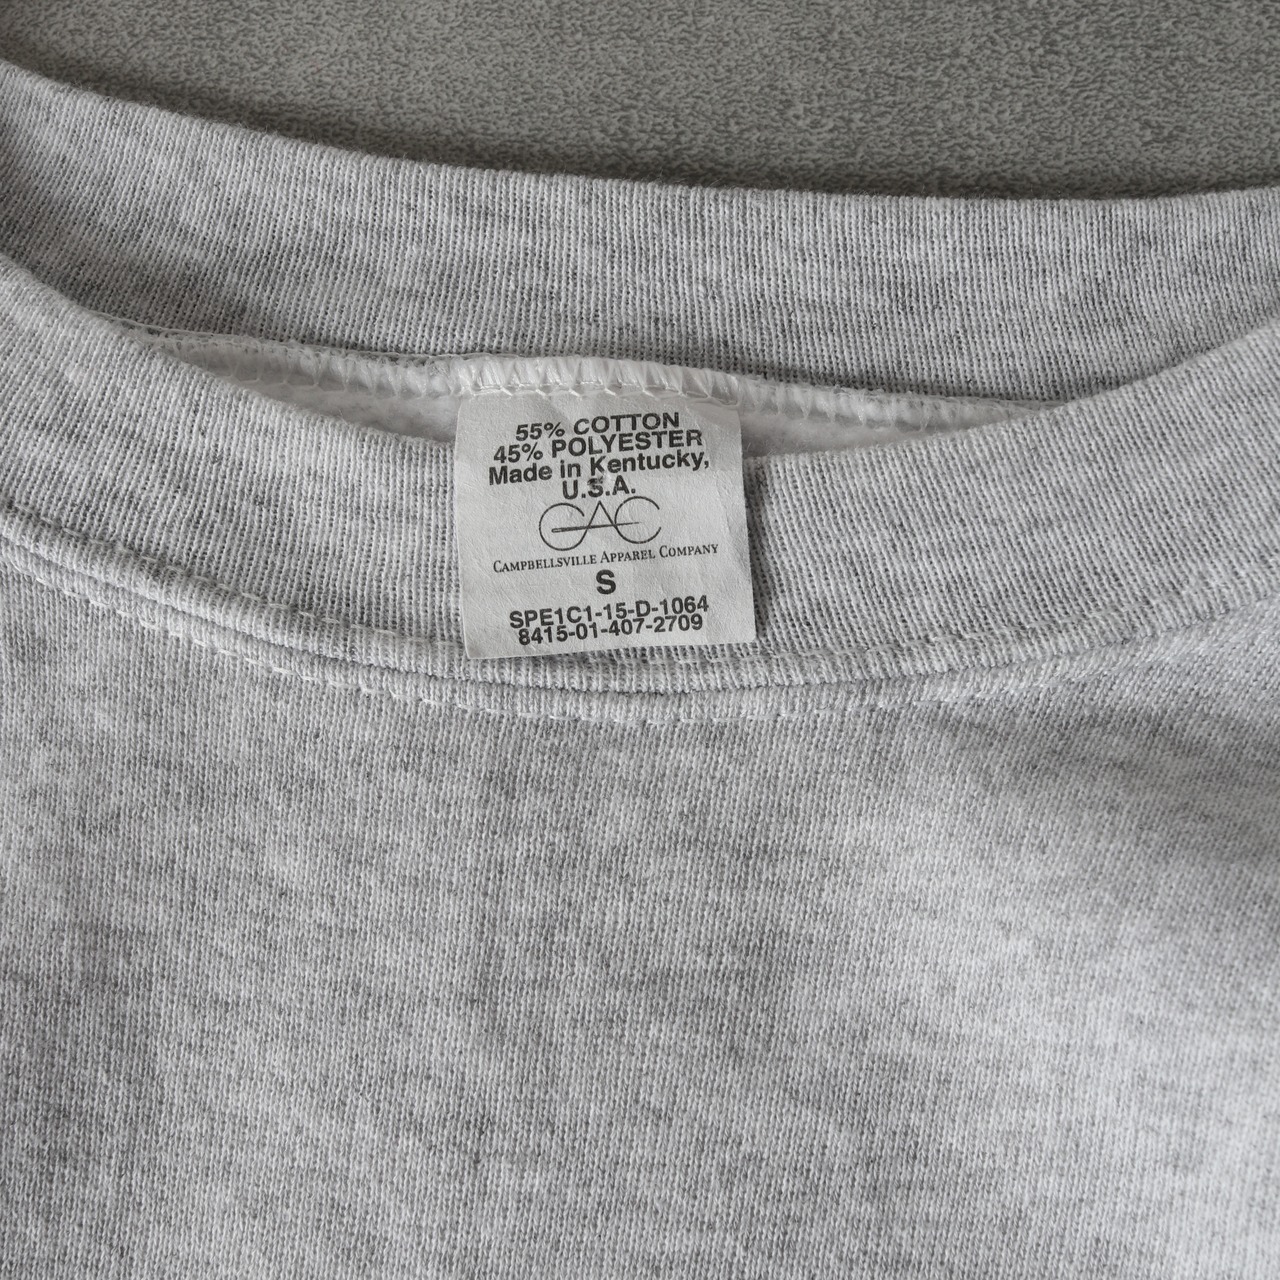 55% COTTON
45% POLYESTER
Made in Kentucky,
U.S.A.
CAC
CAMPBELLSVILLE APPAREL COMPANY
S
SPE1C1-15-D-1064
8415-01-407-2709